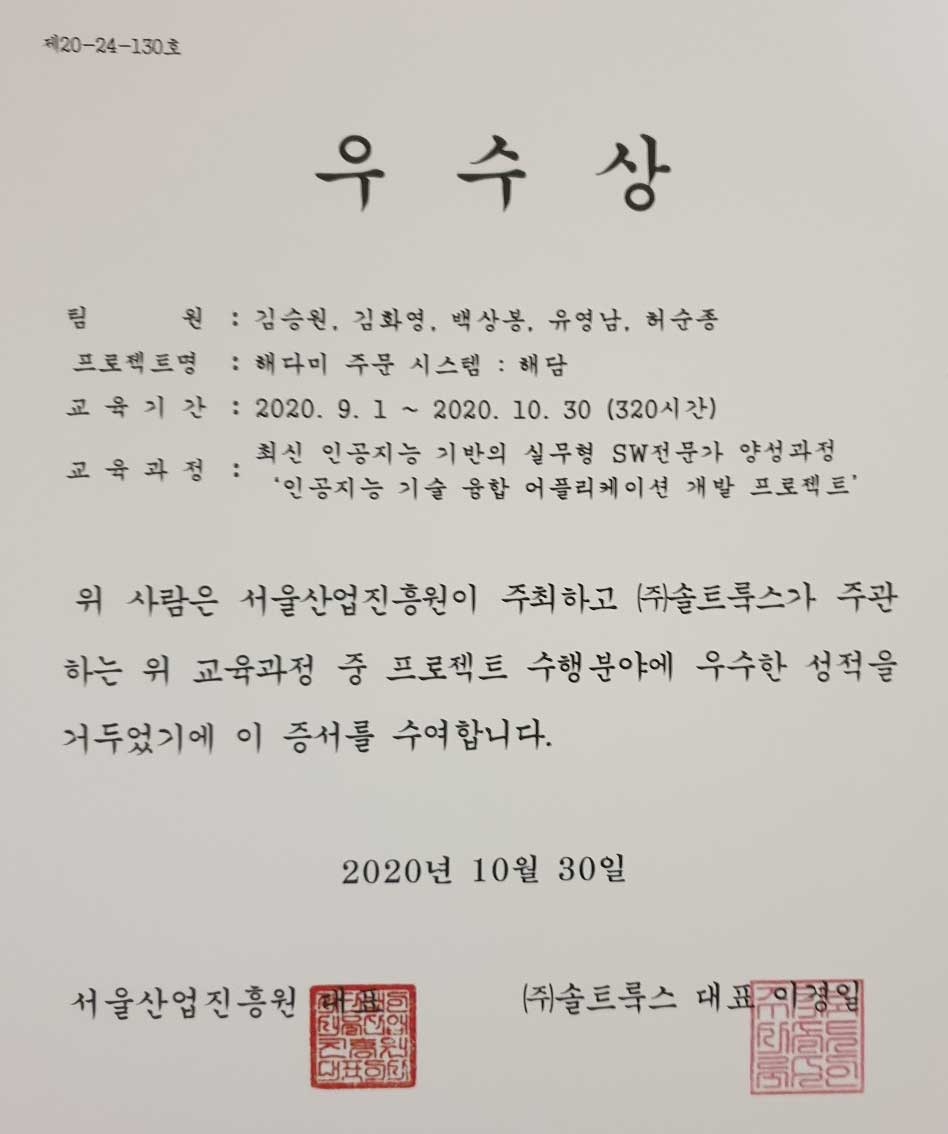 제20-24-130호
우 수 상
팀 원 : 김승원, 김화영, 백상봉, 유영남, 허순종
프로젝트명 : 해다미 주문 시스템 : 해담
교 육 기 간 : 2020. 9. 1 ~ 2020. 10. 30 (320시간)
교 육 과 정 : 최신 인공지능 기반의 실무형 SW전문가 양성과정
'인공지능 기술 융합 어플리케이션 개발 프로젝트'
위 사람은 서울산업진흥원이 주최하고 ㈜솔트룩스가 주관
하는 위 교육과정 중 프로젝트 수행분야에 우수한 성적을
거두었기에 이 증서를 수여합니다.
2020년 10월 30일
서울산업진흥원 대표
㈜솔트룩스 대표 이경일